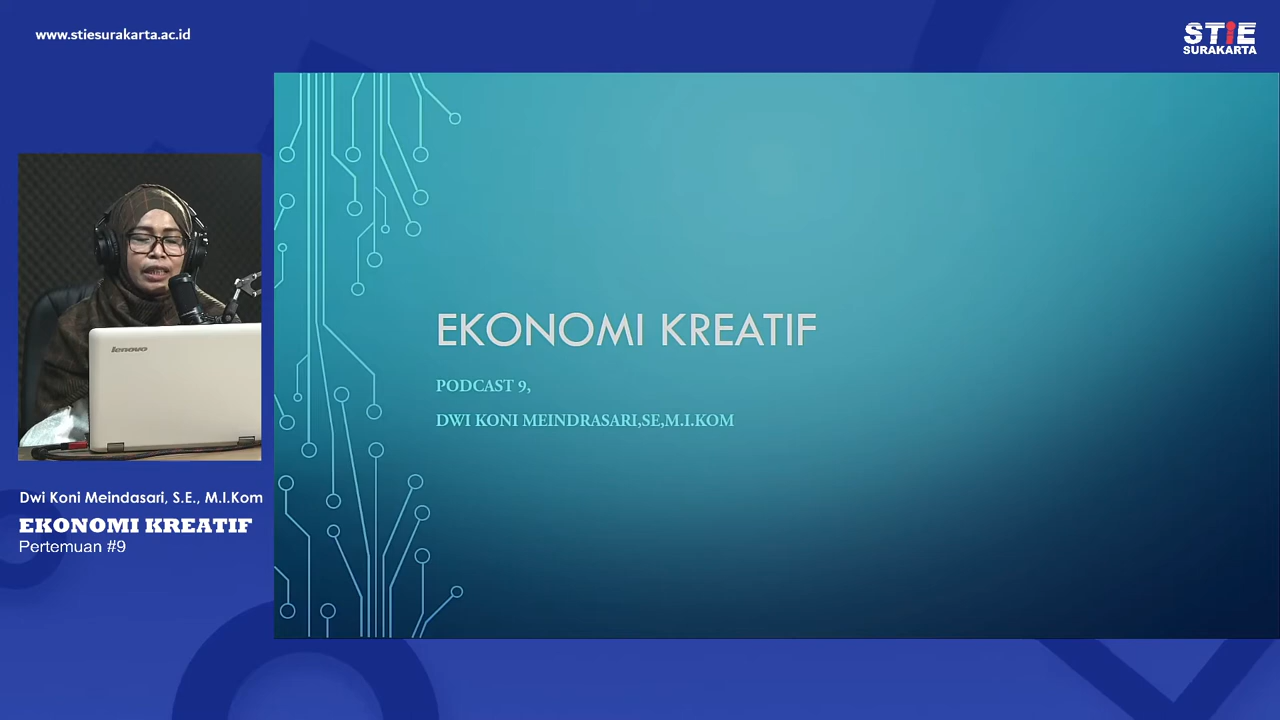 www.stiesurakarta.ac.id
STIE
SURAKARTA
EKONOMI KREATIF
PODCAST 9,
DWI KONI MEINDRASARI,SE,M.I.KOM
lenovo
Dwi Koni Meindasari, S.E., M.I.Kom
EKONOMI KREATIF
Pertemuan #9